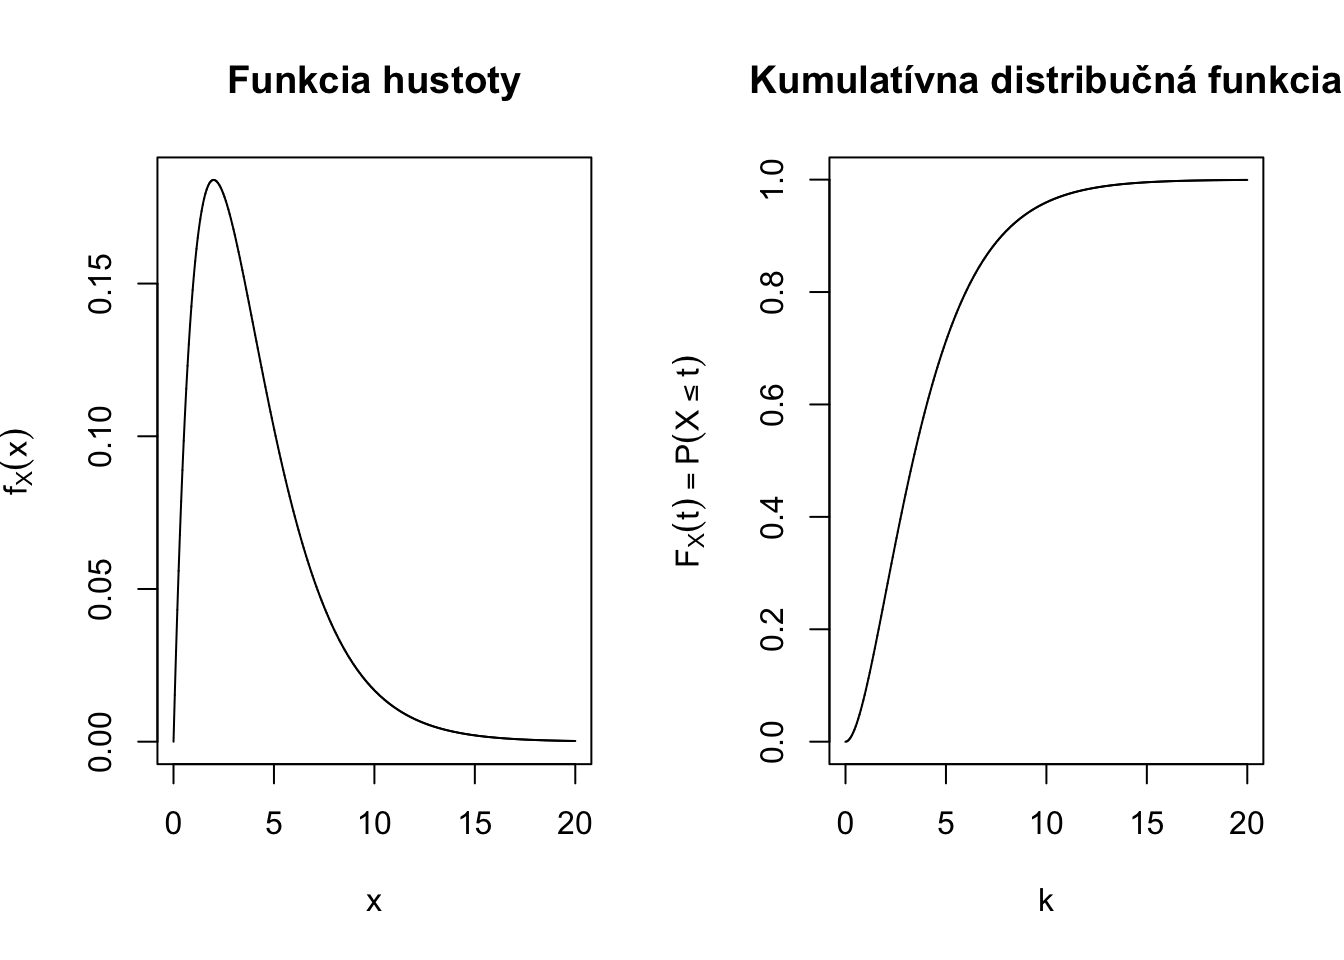 Funkcia hustoty
fX(x)
0.15
0.10
0.05
0.00
0 5 10 15 20
x
Kumulatívna distribučná funkcia
FX(t) = P(X ≤ t)
1.0
0.8
0.6
0.4
0.2
0.0
0 5 10 15 20
k